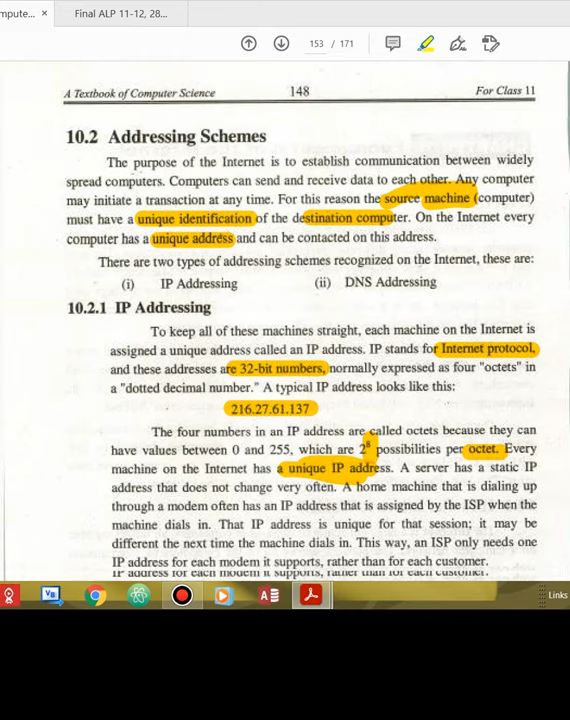 mpute... ×
Final ALP 11-12, 28...
153 / 171
A Textbook of Computer Science 148 For Class 11
10.2 Addressing Schemes
The purpose of the Internet is to establish communication between widely
spread computers. Computers can send and receive data to each other. Any computer
may initiate a transaction at any time. For this reason the source machine (computer)
must have a unique identification of the destination computer. On the Internet every
computer has a unique address and can be contacted on this address.
There are two types of addressing schemes recognized on the Internet, these are:
(i) IP Addressing (ii) DNS Addressing
10.2.1 IP Addressing
To keep all of these machines straight, each machine on the Internet is
assigned a unique address called an IP address. IP stands for Internet protocol,
and these addresses are 32-bit numbers, normally expressed as four "octets" in
a "dotted decimal number." A typical IP address looks like this:
216.27.61.137
The four numbers in an IP address are called octets because they can
have values between 0 and 255, which are 2⁸ possibilities per octet. Every
machine on the Internet has a unique IP address. A server has a static IP
address that does not change very often. A home machine that is dialing up
through a modem often has an IP address that is assigned by the ISP when the
machine dials in. That IP address is unique for that session; it may be
different the next time the machine dials in. This way, an ISP only needs one
IP address for each modem it supports, rather than for each customer.
IP address for each modem it supports, rather than for each customer.
Links